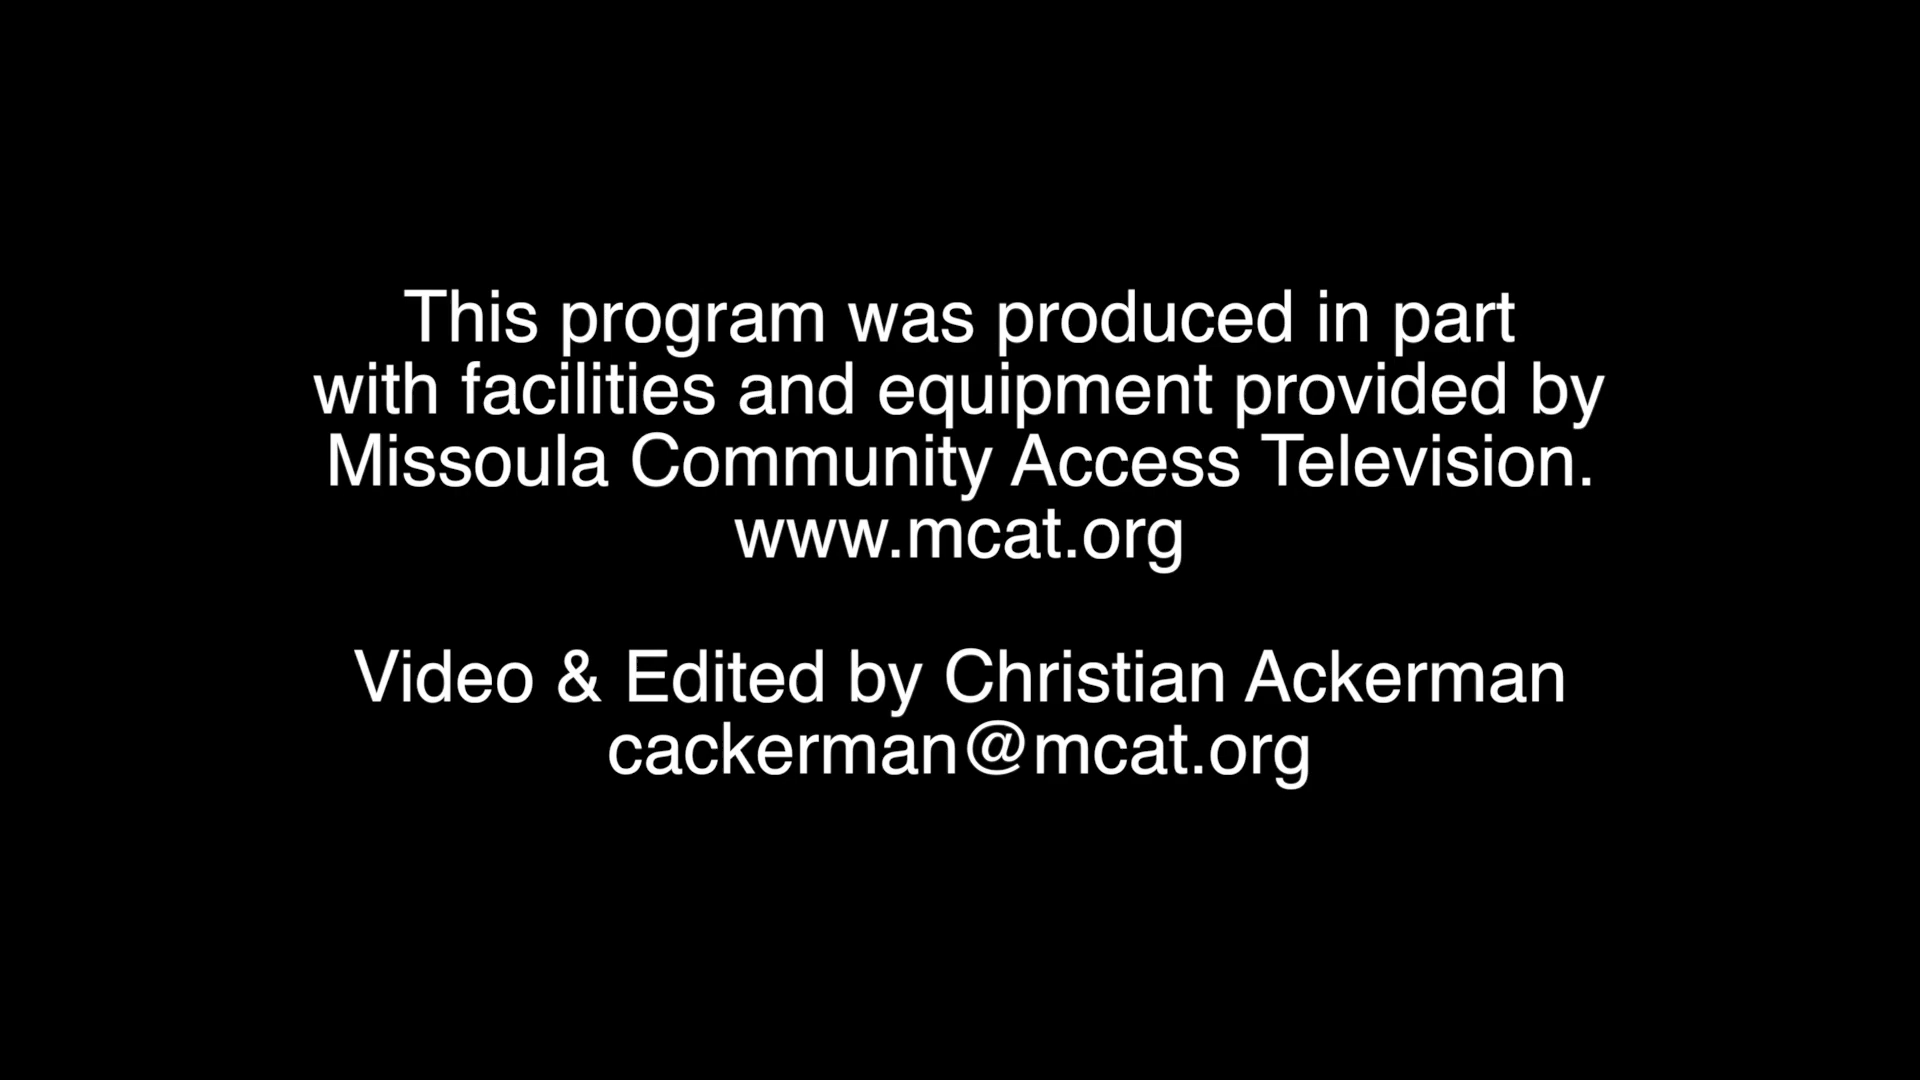 This program was produced in part
with facilities and equipment provided by
Missoula Community Access Television.
www.mcat.org
Video & Edited by Christian Ackerman
cackerman@mcat.org